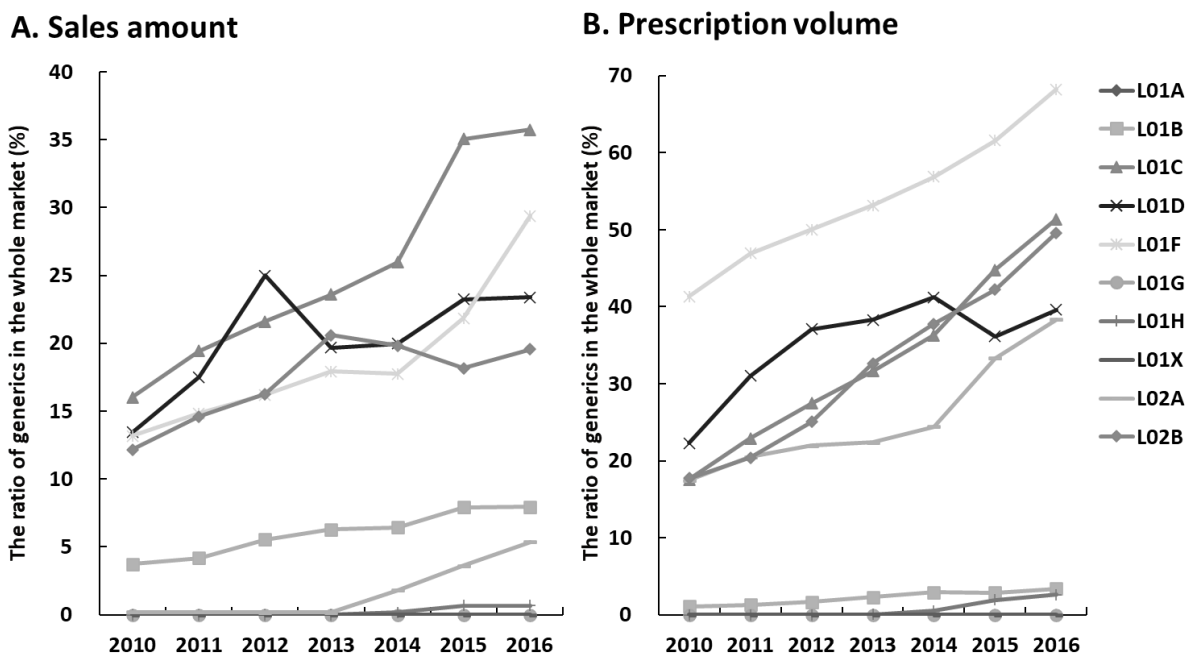 A. Sales amount
The ratio of generics in the whole market (%)
40
35
30
25
20
15
10
5
0
2010 2011 2012 2013 2014 2015 2016
B. Prescription volume
The ratio of generics in the whole market (%)
70
60
50
40
30
20
10
0
2010 2011 2012 2013 2014 2015 2016
L01A
L01B
L01C
L01D
L01F
L01G
L01H
L01X
L02A
L02B